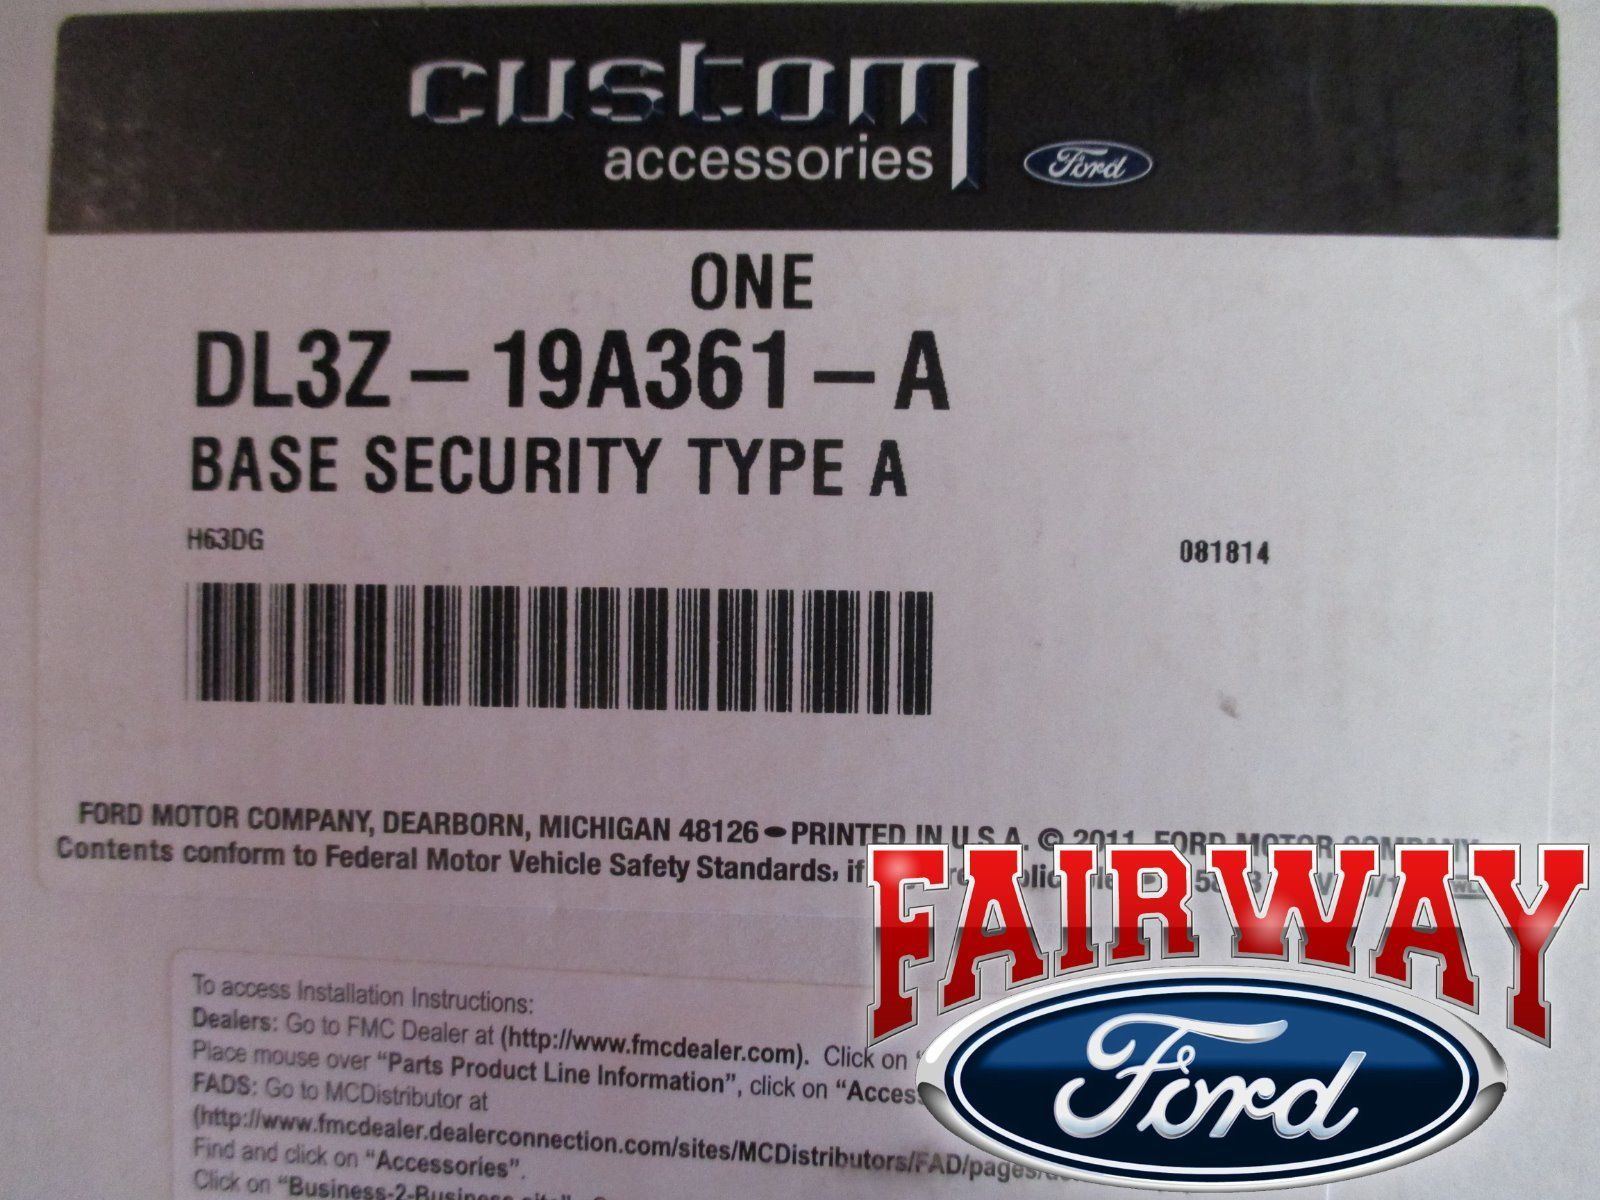 custom
accessories
Ford
ONE
DL3Z – 19A361 – A
BASE SECURITY TYPE A
H63DG
081814
FORD MOTOR COMPANY, DEARBORN, MICHIGAN 48126 • PRINTED IN U.S.A. © 2011, FORD MOTOR COMPANY
Contents conform to Federal Motor Vehicle Safety Standards, if
FAIRWAY
Ford
To access Installation Instructions:
Dealers: Go to FMC Dealer at (http://www.fmcdealer.com). Click on
Place mouse over "Parts Product Line Information", click on
FADS: Go to MCDistributor at
(http://www.fmcdealer.dealerconnection.com/sites/MCDistributors/FAD/pages/
Find and click on "Accessories".
Click on "Business-2-Business